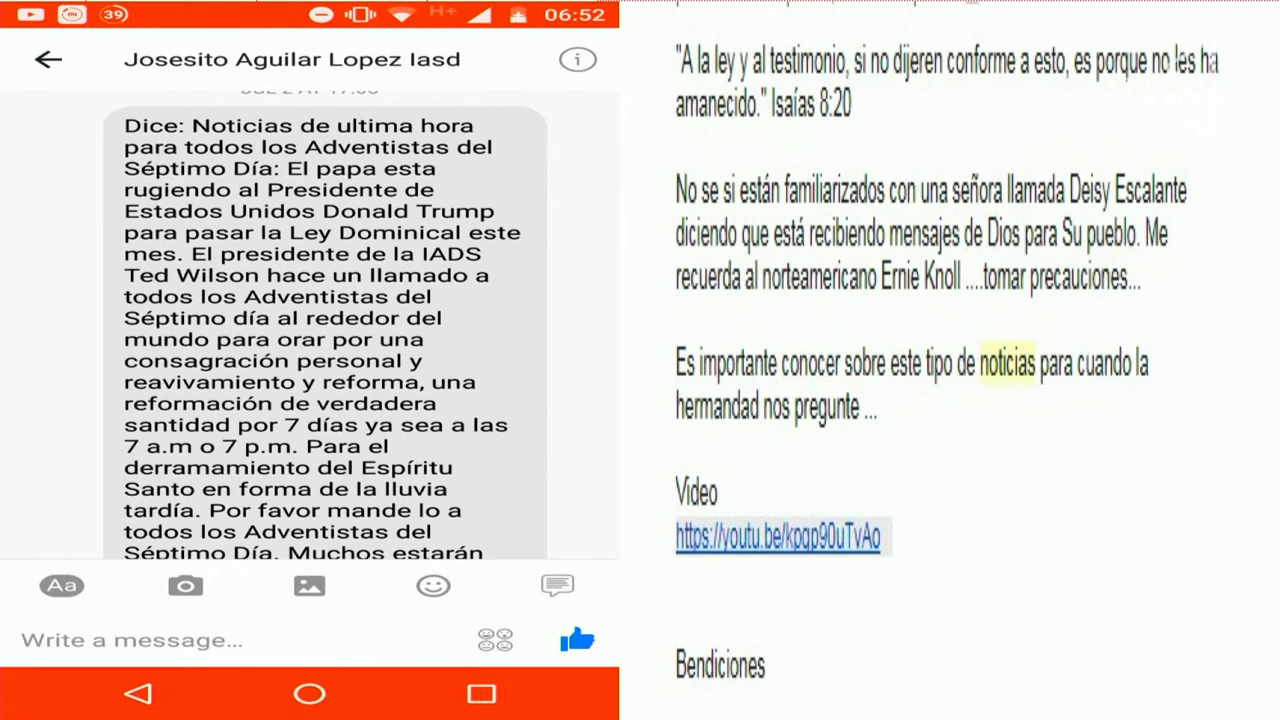 39
H+
06:52
Josesito Aguilar Lopez Iasd
Dice: Noticias de ultima hora
para todos los Adventistas del
Séptimo Día: El papa esta
rugiendo al Presidente de
Estados Unidos Donald Trump
para pasar la Ley Dominical este
mes. El presidente de la IADS
Ted Wilson hace un llamado a
todos los Adventistas del
Séptimo día al rededor del
mundo para orar por una
consagración personal y
reavivamiento y reforma, una
reformación de verdadera
santidad por 7 días ya sea a las
7 a.m o 7 p.m. Para el
derramamiento del Espíritu
Santo en forma de la lluvia
tardía. Por favor mande lo a
todos los Adventistas del
Séptimo Día. Muchos estarán
Aa
Write a message...
"A la ley y al testimonio, si no dijeren conforme a esto, es porque no les ha
amanecido." Isaías 8:20
No se si están familiarizados con una señora llamada Deisy Escalante
diciendo que está recibiendo mensajes de Dios para Su pueblo. Me
recuerda al norteamericano Ernie Knoll ....tomar precauciones...
Es importante conocer sobre este tipo de noticias para cuando la
hermandad nos pregunte ...
Video
https://youtu.be/kpqp90uTvAo
Bendiciones